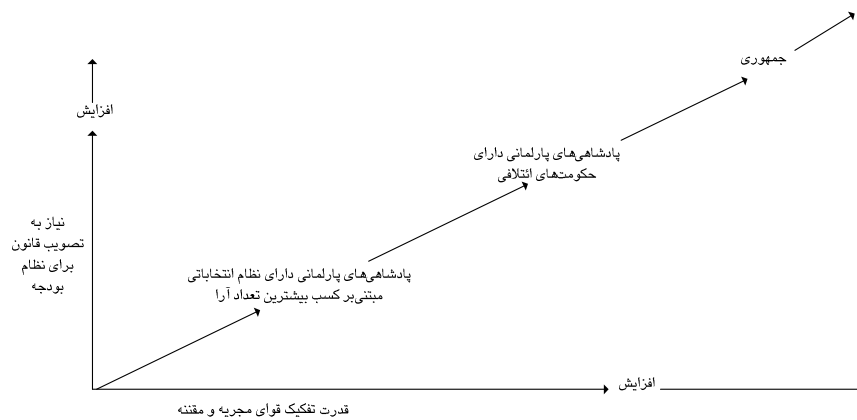 جمهوری
افزایش
پادشاهی‌های پارلمانی دارای
حکومت‌های ائتلافی
نیاز به
تصویب قانون
برای نظام
بودجه
پادشاهی‌های پارلمانی دارای نظام انتخاباتی
مبتنی‌بر کسب بیشترین تعداد آرا
افزایش
قدرت تفکیک قوای مجریه و مقننه